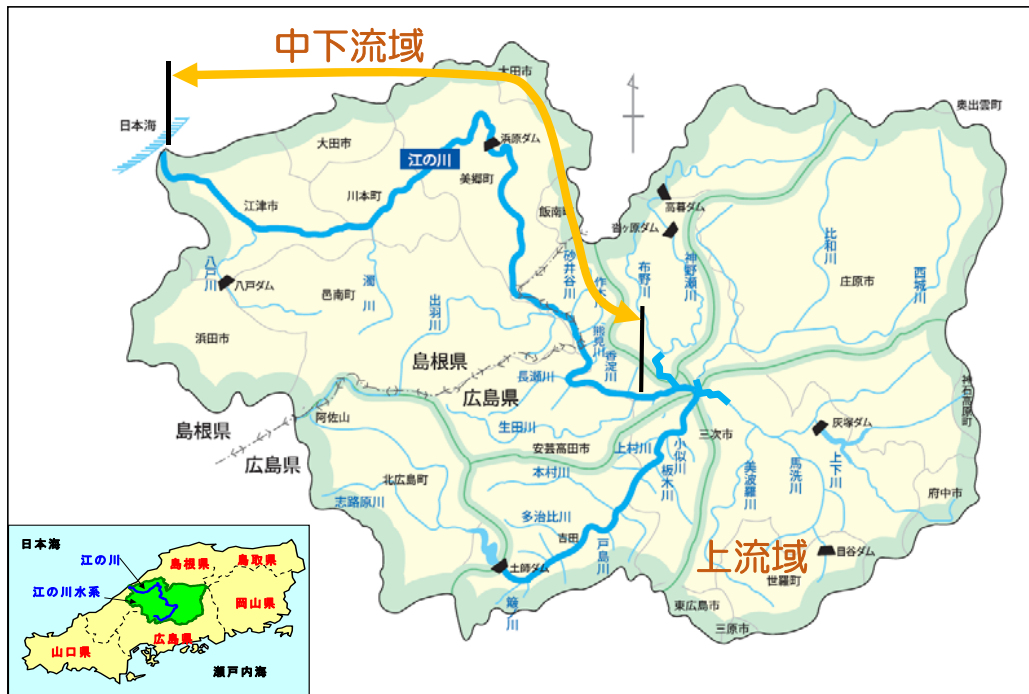 中下流域
大田市
奥出雲町
日本海
大田市
浜原ダム
江の川
美郷町
川本町
高暮ダム
江津市
飯南町
沓ヶ原ダム
比和川
砂井谷川
布野川
神野瀬川
八戸川
八戸ダム
濁川
邑南町
庄原市
西城川
出羽川
作木川
浜田市
熊見川
香淀川
島根県
長瀬川
広島県
神石高原町
阿佐山
島根県
広島県
生田川
安芸高田市
上村川
小似川
三次市
灰塚ダム
板木川
美波羅川
馬洗川
上下川
北広島町
本村川
志路原川
府中市
多治比川
吉田
戸島川
上流域
目谷ダム
土師ダム
世羅町
簸川
東広島市
三原市
日本海
江の川
島根県
鳥取県
江の川水系
岡山県
広島県
山口県
瀬戸内海